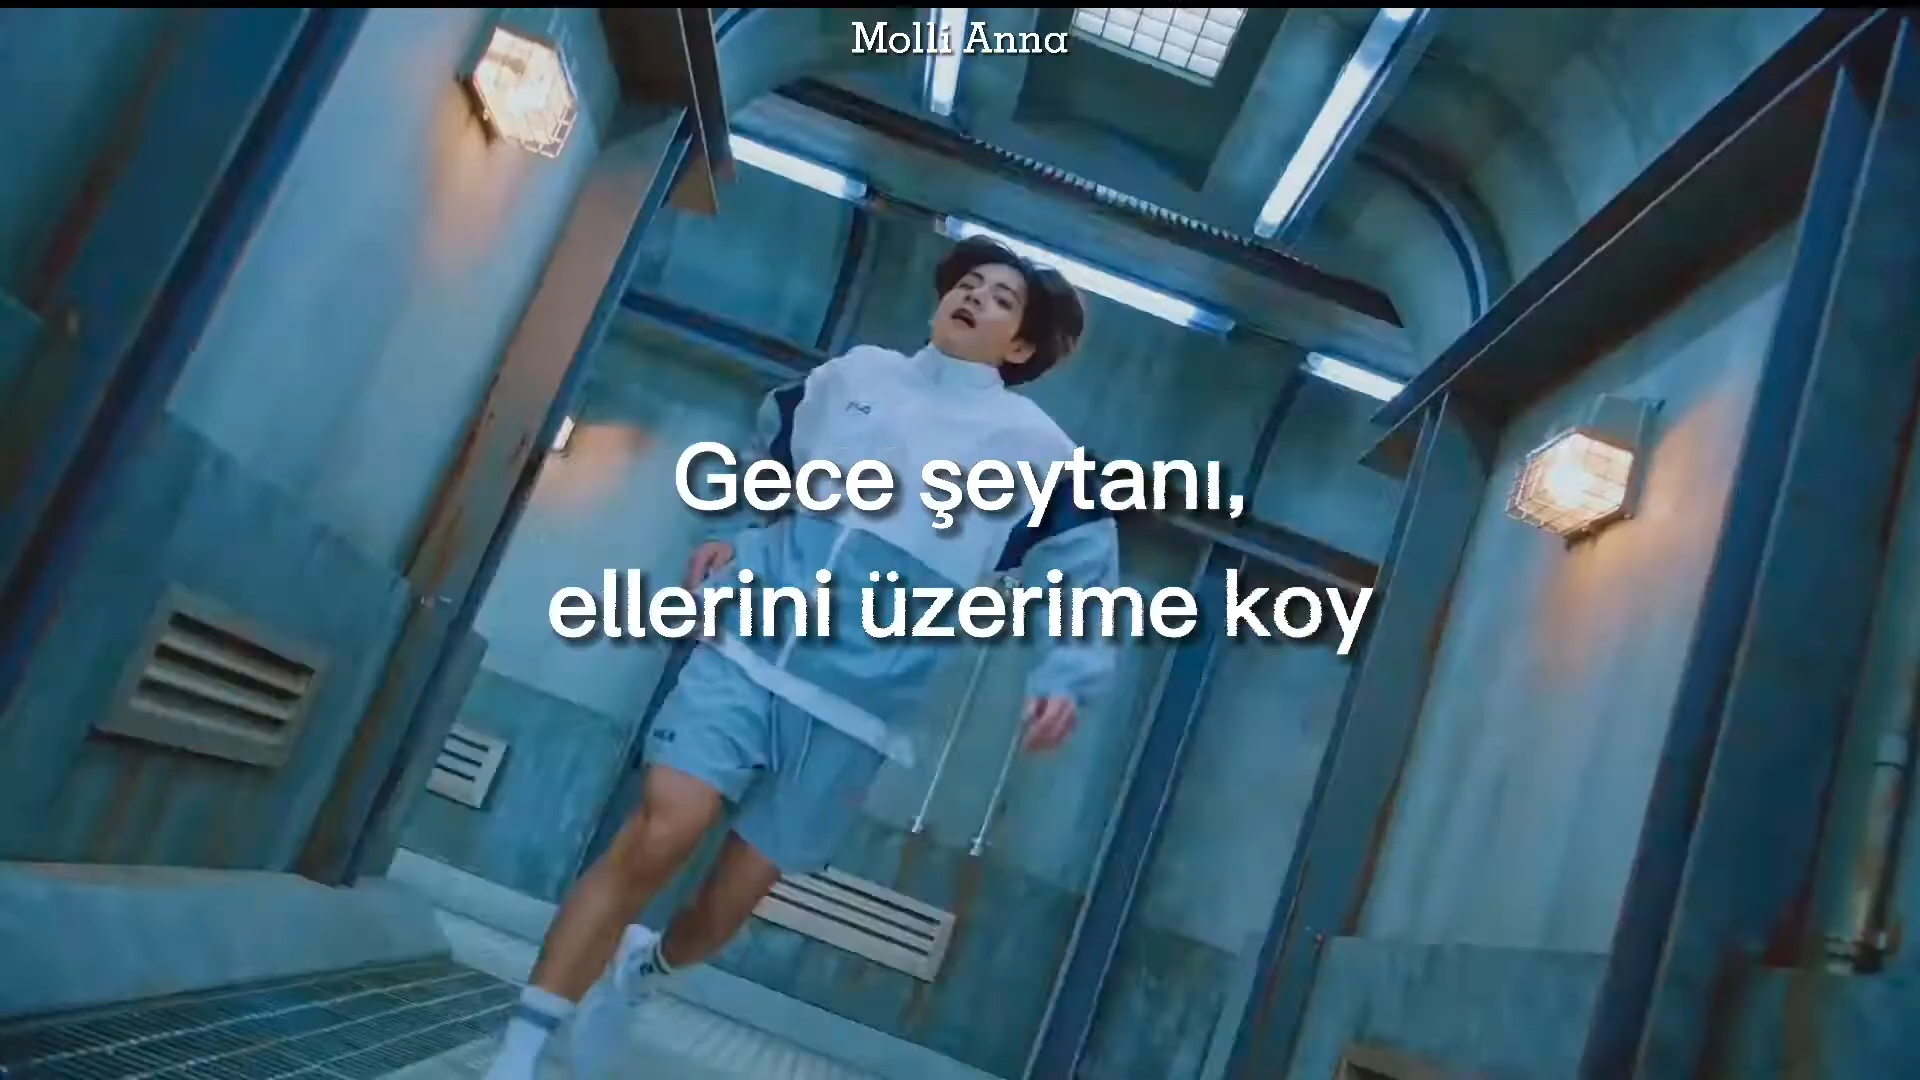 Molli Anna
Gece şeytanı,
ellerini üzerime koy